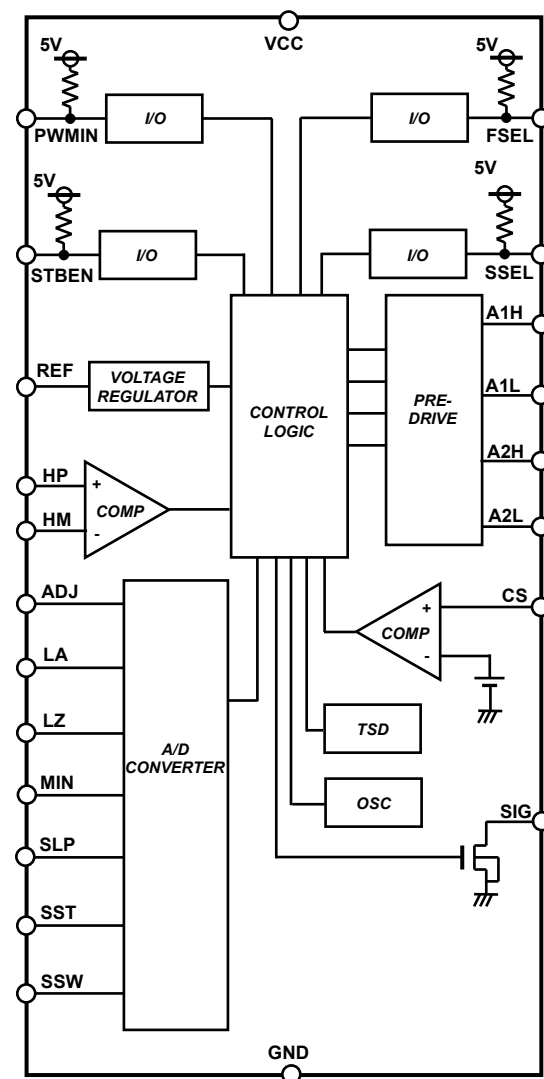 VCC
5V
5V
I/O
I/O
PWMIN
FSEL
5V
5V
I/O
I/O
STBEN
SSEL
A1H
REF
VOLTAGE
REGULATOR
CONTROL
LOGIC
PRE-
DRIVE
A1L
A2H
HP
+
COMP
HM
-
A2L
ADJ
CS
+
COMP
-
LA
LZ
TSD
A/D
CONVERTER
MIN
OSC
SIG
SLP
SST
SSW
GND